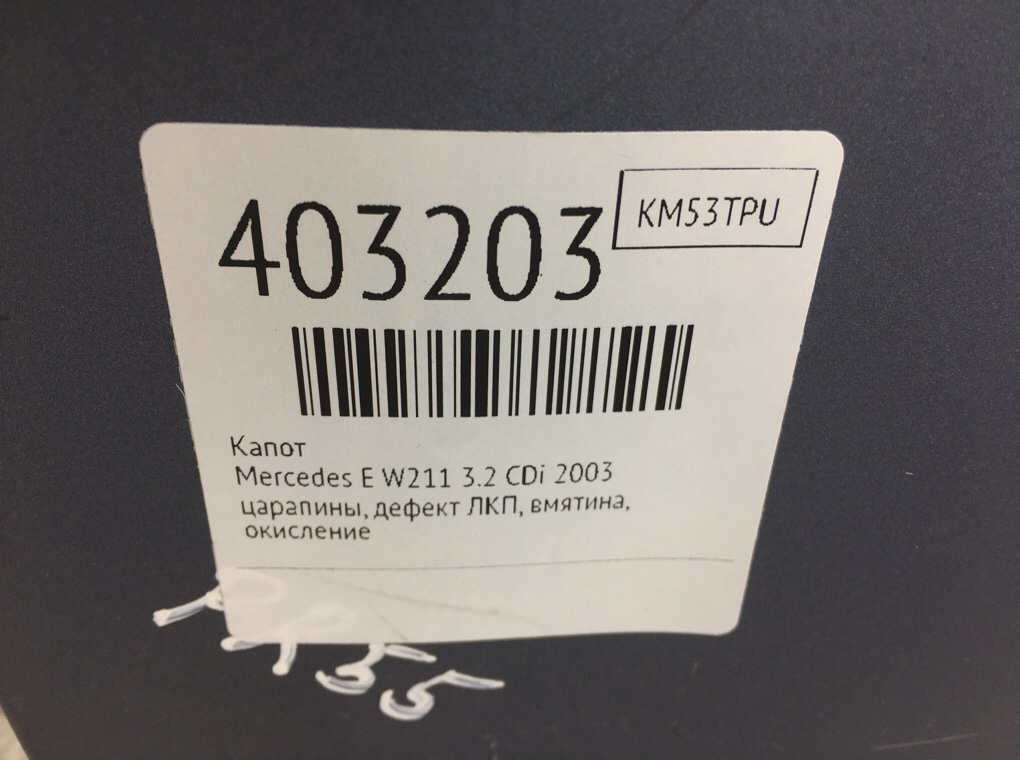 403203
KM53TPU
Капот
Mercedes E W211 3.2 CDi 2003
царапины, дефект ЛКП, вмятина,
окисление